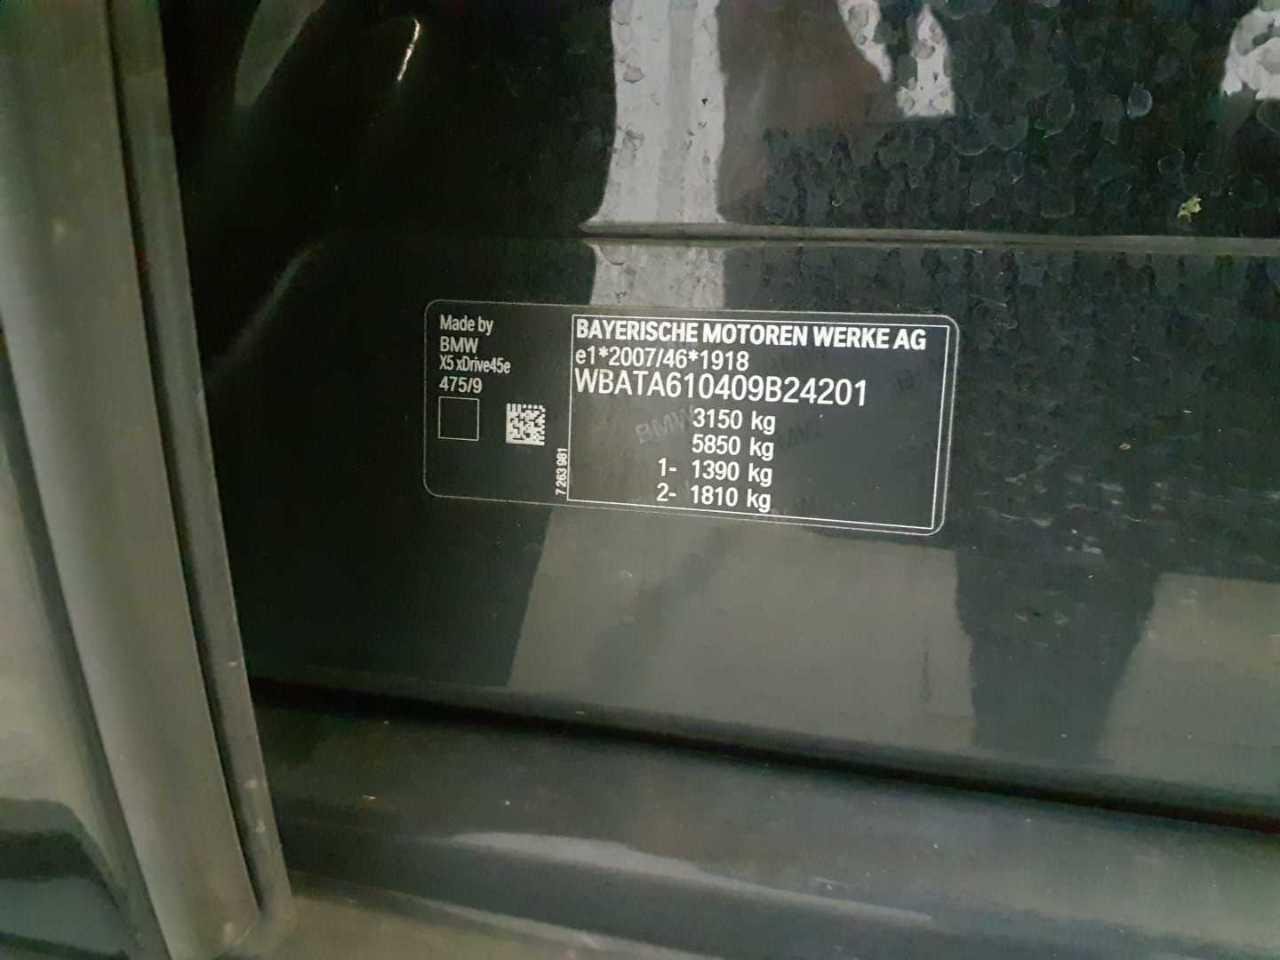 Made by
BMW
X5 xDrive45e
475/9
7 263 981
BAYERISCHE MOTOREN WERKE AG
e1*2007/46*1918
WBATA610409B24201
3150 kg
5850 kg
1- 1390 kg
2- 1810 kg
BMW